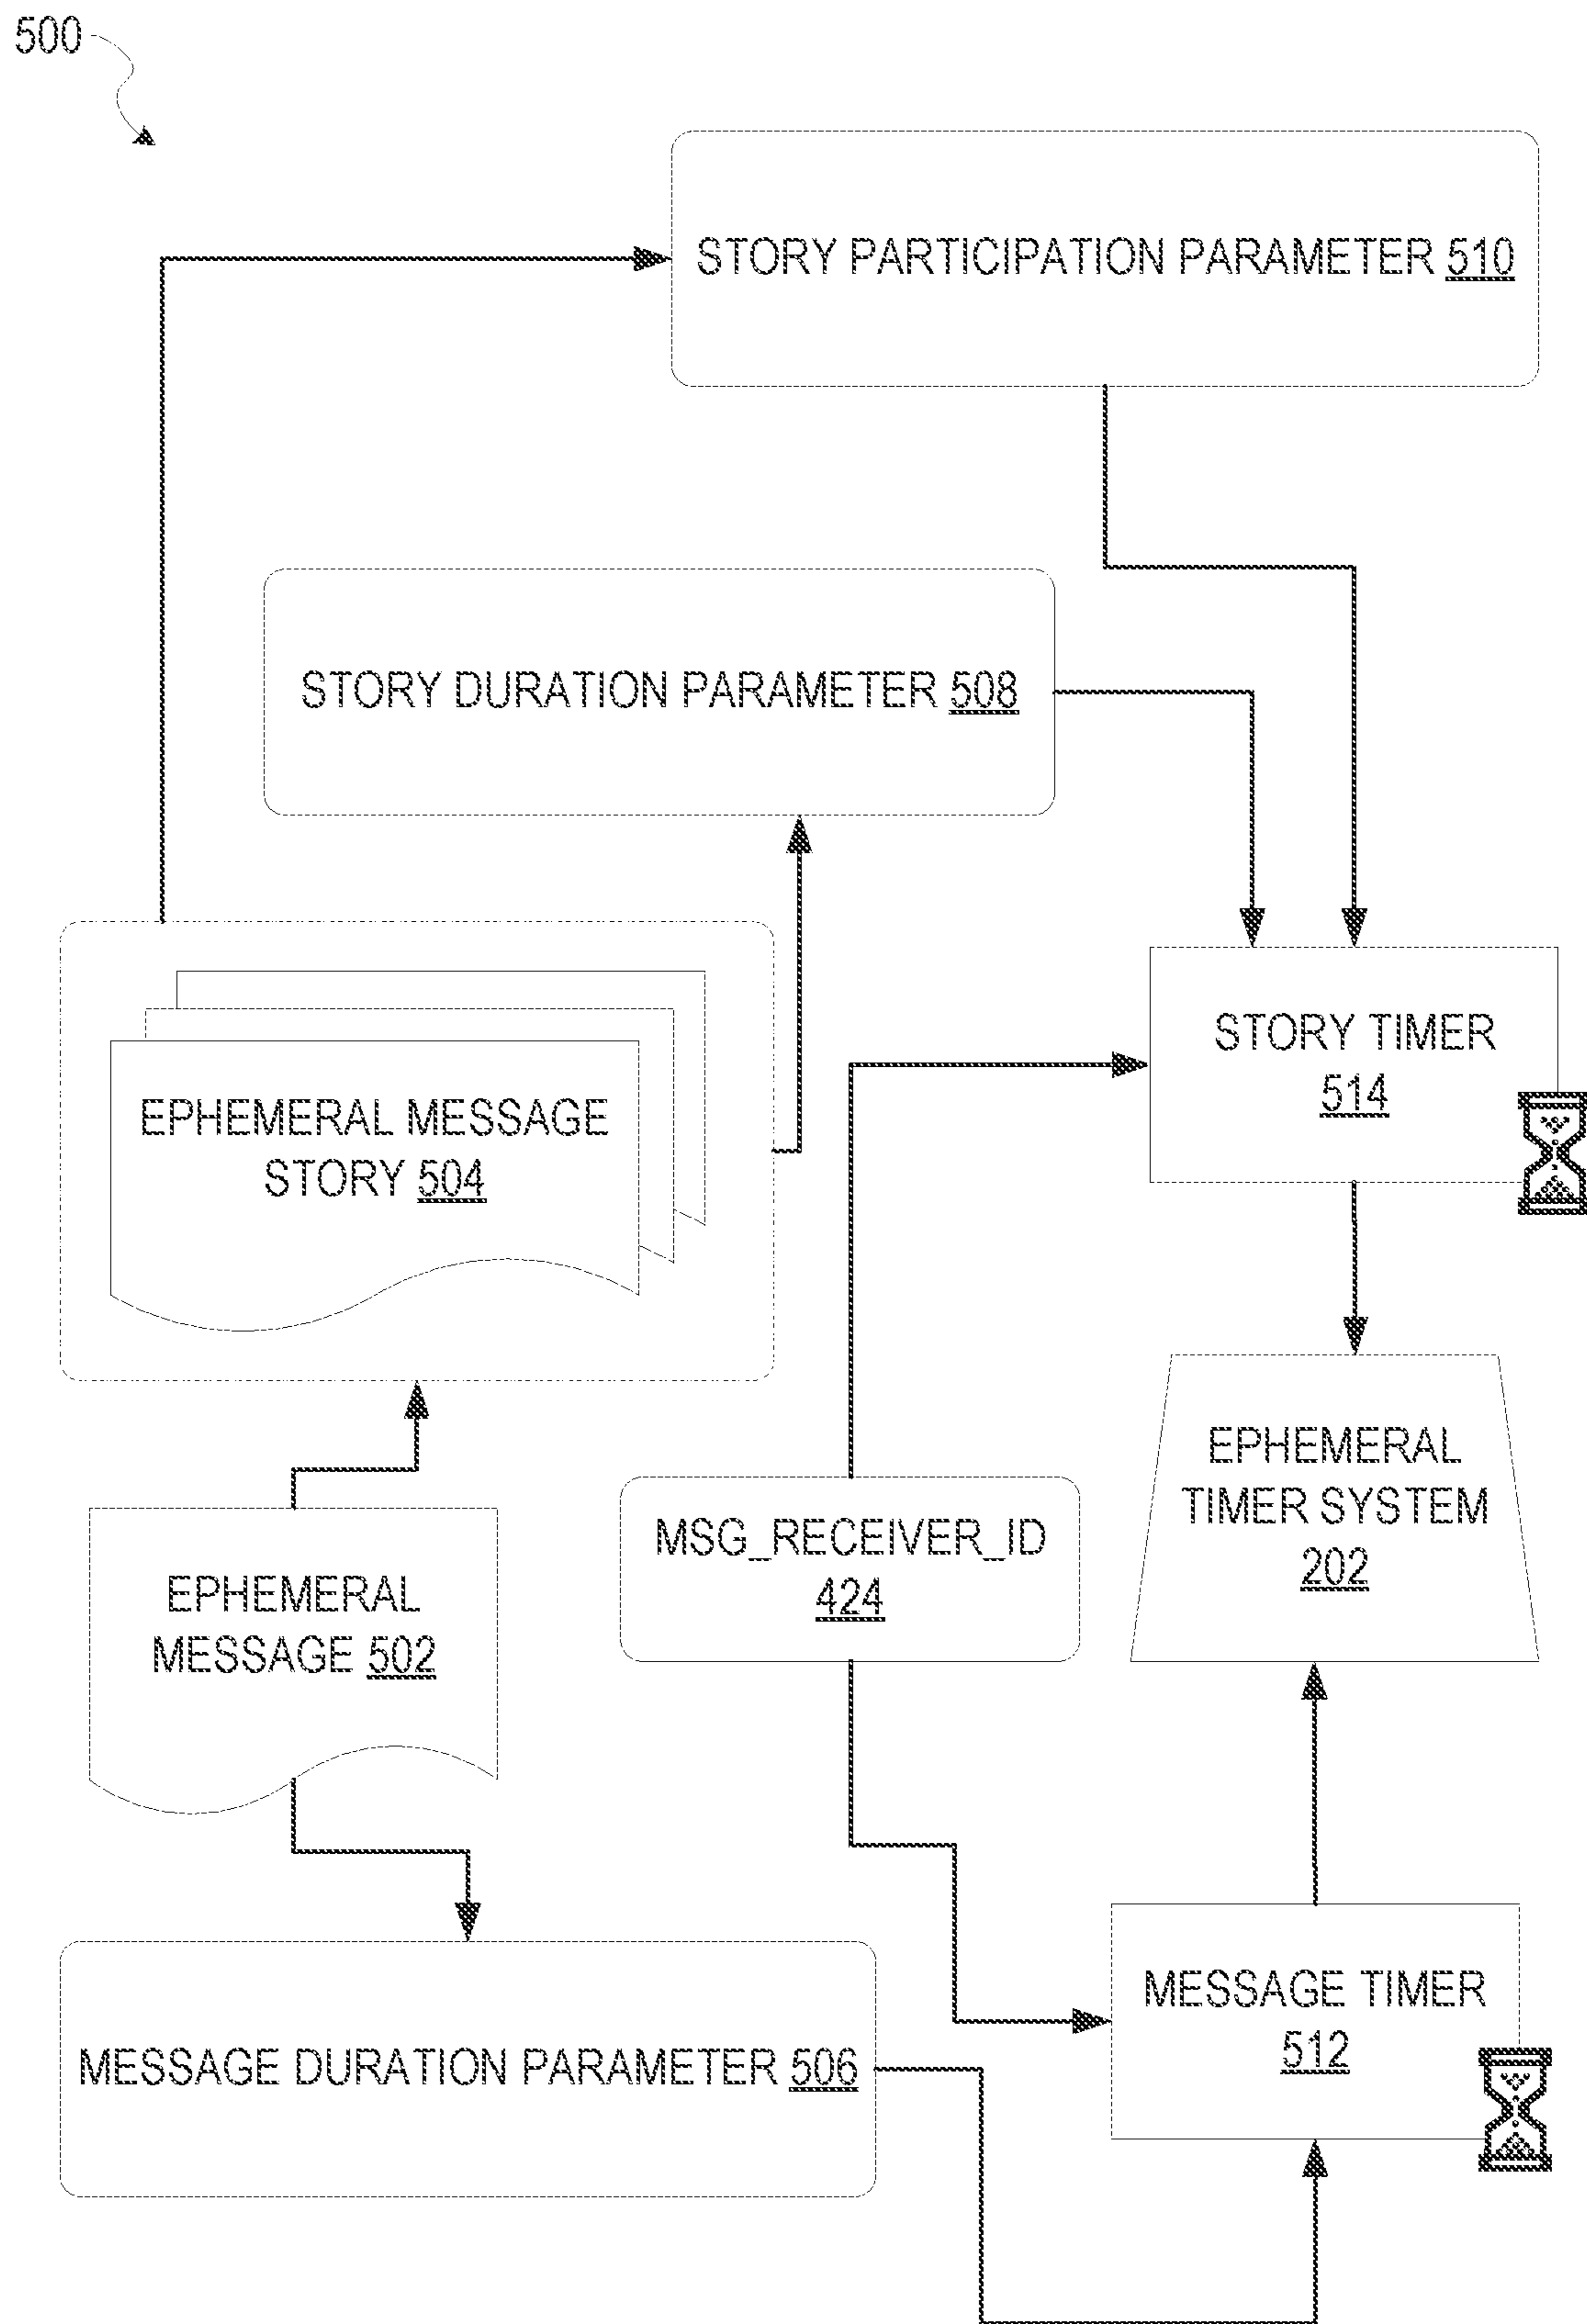 500
STORY PARTICIPATION PARAMETER 510
STORY DURATION PARAMETER 508
STORY TIMER
514
EPHEMERAL MESSAGE
STORY 504
EPHEMERAL
TIMER SYSTEM
202
MSG_RECEIVER_ID
424
EPHEMERAL
MESSAGE 502
MESSAGE TIMER
512
MESSAGE DURATION PARAMETER 506